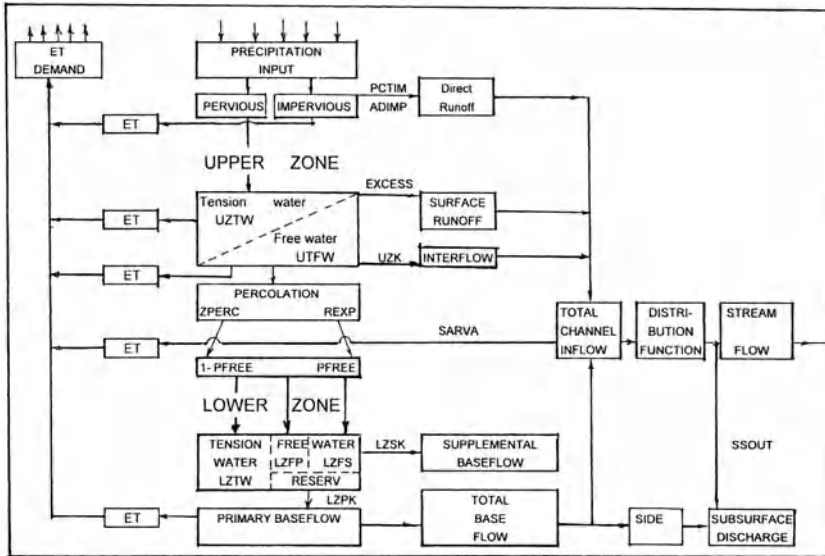 ET
DEMAND
PRECIPITATION
INPUT
PERVIOUS
IMPERVIOUS
PCTIM
ADIMP
Direct
Runoff
ET
UPPER ZONE
Tension water
UZTW
Free water
UTFW
EXCESS
SURFACE
RUNOFF
ET
UZK
INTERFLOW
ET
PERCOLATION
ZPERC REXP
SARVA
TOTAL
CHANNEL
INFLOW
DISTRI-
BUTION
FUNCTION
STREAM
FLOW
ET
1- PFREE PFREE
LOWER ZONE
TENSION
WATER
LZTW
FREE WATER
LZFP LZFS
RESERV
LZSK
SUPPLEMENTAL
BASEFLOW
SSOUT
LZPK
ET
PRIMARY BASEFLOW
TOTAL
BASE
FLOW
SIDE
SUBSURFACE
DISCHARGE